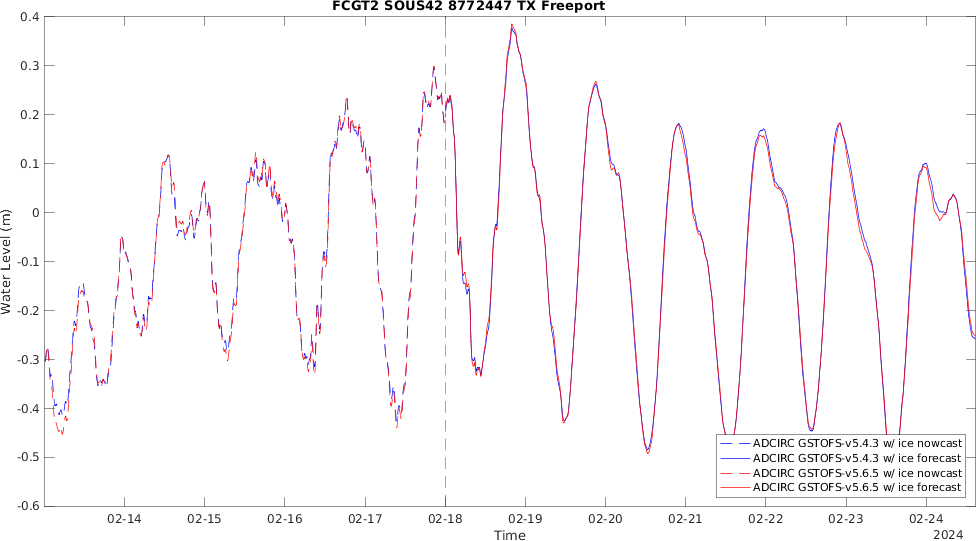 FCGT2 SOUS42 8772447 TX Freeport
Water Level (m)
0.4
0.3
0.2
0.1
0
-0.1
-0.2
-0.3
-0.4
-0.5
-0.6
ADCIRC GSTOFS-v5.4.3 w/ ice nowcast
ADCIRC GSTOFS-v5.4.3 w/ ice forecast
ADCIRC GSTOFS-v5.6.5 w/ ice nowcast
ADCIRC GSTOFS-v5.6.5 w/ ice forecast
02-14 02-15 02-16 02-17 02-18 02-19 02-20 02-21 02-22 02-23 02-24
Time
2024